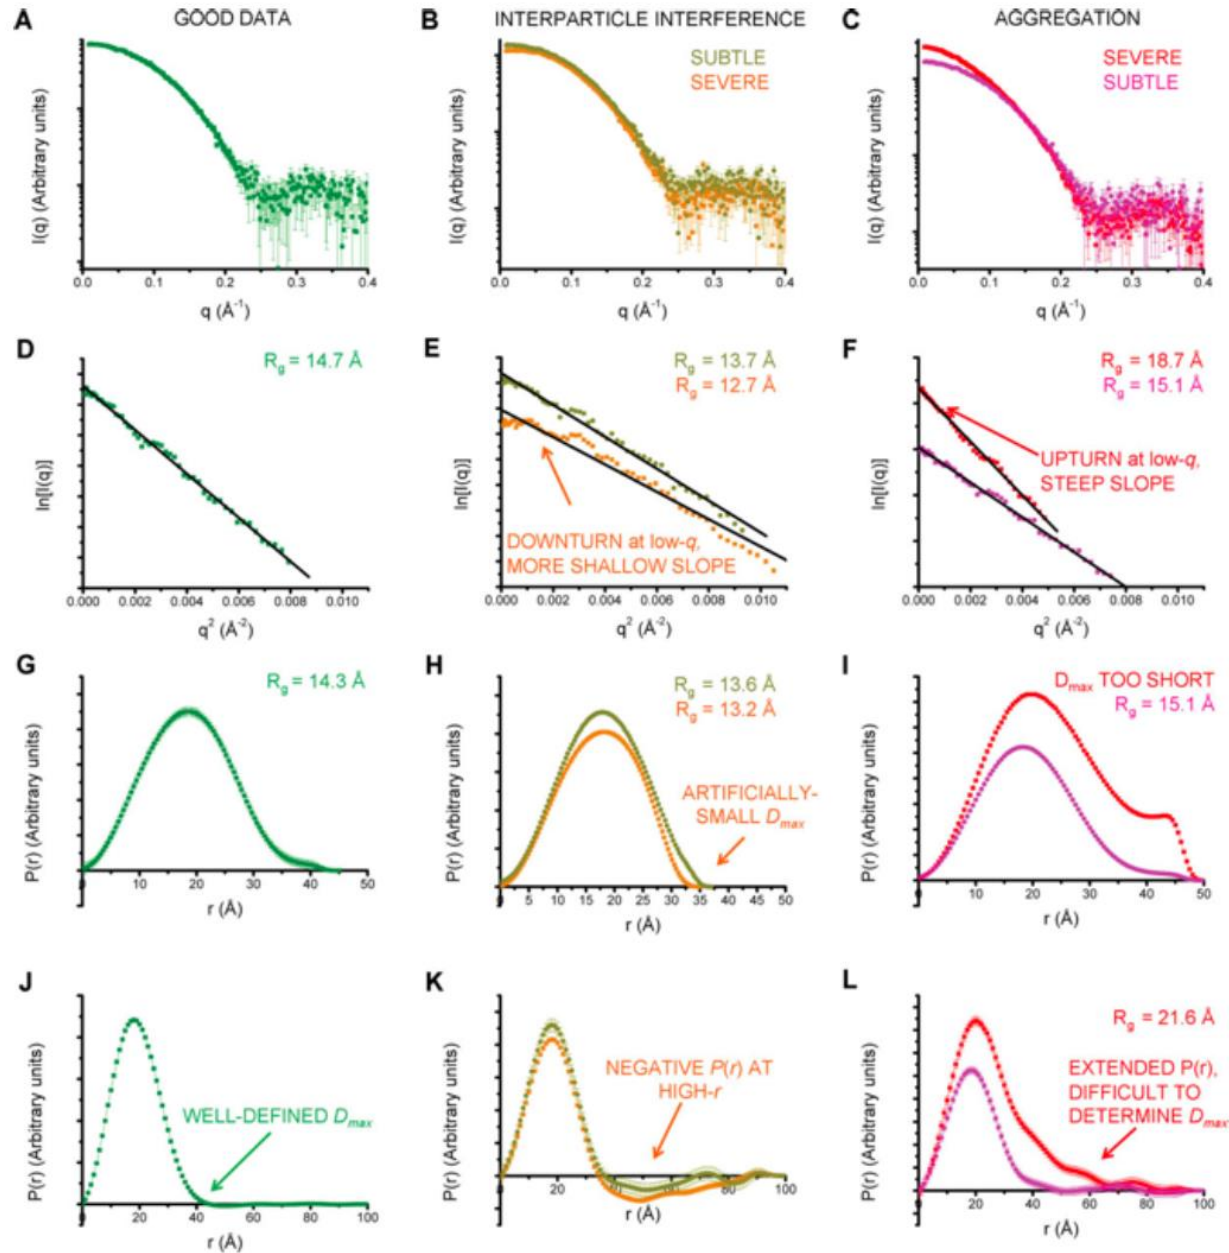 A GOOD DATA
B INTERPARTICLE INTERFERENCE
C AGGREGATION
I(q) (Arbitrary units)
0.0 0.1 0.2 0.3 0.4
q (Å⁻¹)
SUBTLE
SEVERE
I(q) (Arbitrary units)
0.0 0.1 0.2 0.3 0.4
q (Å⁻¹)
SEVERE
SUBTLE
I(q) (Arbitrary units)
0.0 0.1 0.2 0.3 0.4
q (Å⁻¹)
D
Rg = 14.7 Å
ln[I(q)]
0.000 0.002 0.004 0.006 0.008 0.010
q² (Å⁻²)
E
Rg = 13.7 Å
Rg = 12.7 Å
ln[I(q)]
DOWNTURN at low-q,
MORE SHALLOW SLOPE
0.000 0.002 0.004 0.006 0.008 0.010
q² (Å⁻²)
F
Rg = 18.7 Å
Rg = 15.1 Å
ln[I(q)]
UPTURN at low-q,
STEEP SLOPE
0.000 0.002 0.004 0.006 0.008 0.010
q² (Å⁻²)
G
Rg = 14.3 Å
P(r) (Arbitrary units)
0 10 20 30 40 50
r (Å)
H
Rg = 13.6 Å
Rg = 13.2 Å
P(r) (Arbitrary units)
ARTIFICIALLY-
SMALL Dmax
0 5 10 15 20 25 30 35 40 45 50
r (Å)
I
Dmax TOO SHORT
Rg = 15.1 Å
P(r) (Arbitrary units)
0 10 20 30 40 50
r (Å)
J
P(r) (Arbitrary units)
WELL-DEFINED Dmax
0 20 40 60 80 100
r (Å)
K
P(r) (Arbitrary units)
NEGATIVE P(r) AT
HIGH-r
20 40 60 80 100
r (Å)
L
Rg = 21.6 Å
P(r) (Arbitrary units)
EXTENDED P(r),
DIFFICULT TO
DETERMINE Dmax
0 20 40 60 80 100
r (Å)